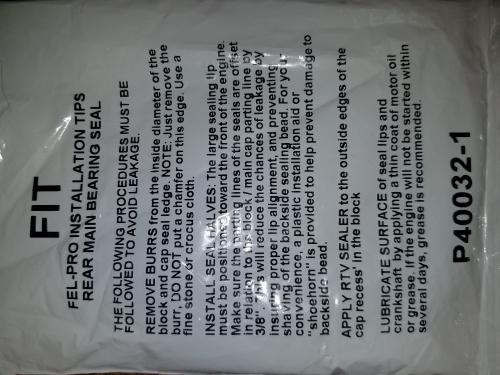 FIT
FEL-PRO INSTALLATION TIPS
REAR MAIN BEARING SEAL
THE FOLLOWING PROCEDURES MUST BE
FOLLOWED TO AVOID LEAKAGE.
REMOVE BURRS from the inside diameter of the
block and cap seal ledge. NOTE: Just remove the
burr, DO NOT put a chamfer on this edge. Use a
fine stone or crocus cloth.
INSTALL SEAL HALVES: The large sealing lip
must be positioned toward the front of the engine.
Make sure the parting lines of the seals are offset
in relation to the block / main cap parting line by
3/8". This will reduce the chances of leakage by
insuring proper lip alignment, and preventing
shaving of the backside sealing bead. For your
convenience, a plastic installation aid or
"shoehorn" is provided to help prevent damage to
backside bead.
APPLY RTV SEALER to the outside edges of the
cap recess' in the block
LUBRICATE SURFACE of seal lips and
crankshaft by applying a thin coat of motor oil
or grease. If the engine will not be started within
several days, grease is recommended.
P40032-1